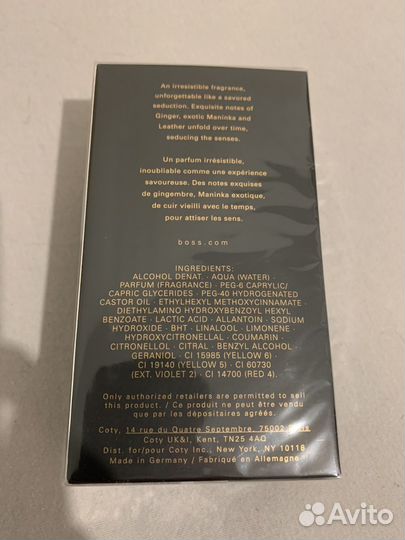 An irresistible fragrance,
unforgettable like a savored
seduction. Exquisite notes of
Ginger, exotic Maninka and
Leather unfold over time,
seducing the senses.
Un parfum irrésistible,
inoubliable comme une expérience
savoureuse. Des notes exquises
de gingembre, Maninka exotique,
de cuir vieilli avec le temps,
pour attiser les sens.
boss.com
INGREDIENTS:
ALCOHOL DENAT. · AQUA (WATER) ·
PARFUM (FRAGRANCE) · PEG-6 CAPRYLIC/
CAPRIC GLYCERIDES · PEG-40 HYDROGENATED
CASTOR OIL · ETHYLHEXYL METHOXYCINNAMATE ·
DIETHYLAMINO HYDROXYBENZOYL HEXYL
BENZOATE · LACTIC ACID · ALLANTOIN · SODIUM
HYDROXIDE · BHT · LINALOOL · LIMONENE
HYDROXYCITRONELLAL · COUMARIN ·
CITRONELLOL · CITRAL · BENZYL ALCOHOL ·
GERANIOL · CI 15985 (YELLOW 6) ·
CI 19140 (YELLOW 5) · CI 60730
(EXT. VIOLET 2) · CI 14700 (RED 4).
Only authorized retailers are permitted to sell
this product. / Ce produit ne peut être vendu
que par les dépositaires agréés.
Coty, 14 rue du Quatre Septembre, 75002 Paris
Coty UK&I, Kent, TN25 4AQ
Dist. for/pour Coty Inc., New York, NY 10118
Made in Germany / Fabriqué en Allemagne
Avito